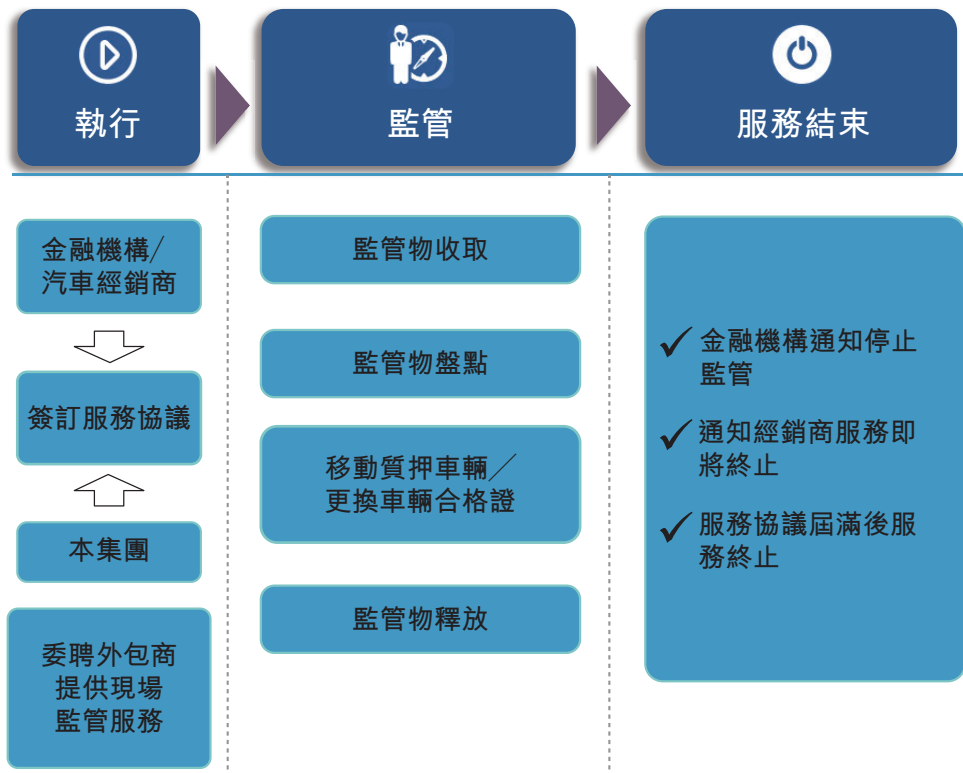 執行
監管
服務結束
金融機構／
汽車經銷商
簽訂服務協議
本集團
委聘外包商
提供現場
監管服務
監管物收取
監管物盤點
移動質押車輛／
更換車輛合格證
監管物釋放
金融機構通知停止
監管
通知經銷商服務即
將終止
服務協議屆滿後服
務終止